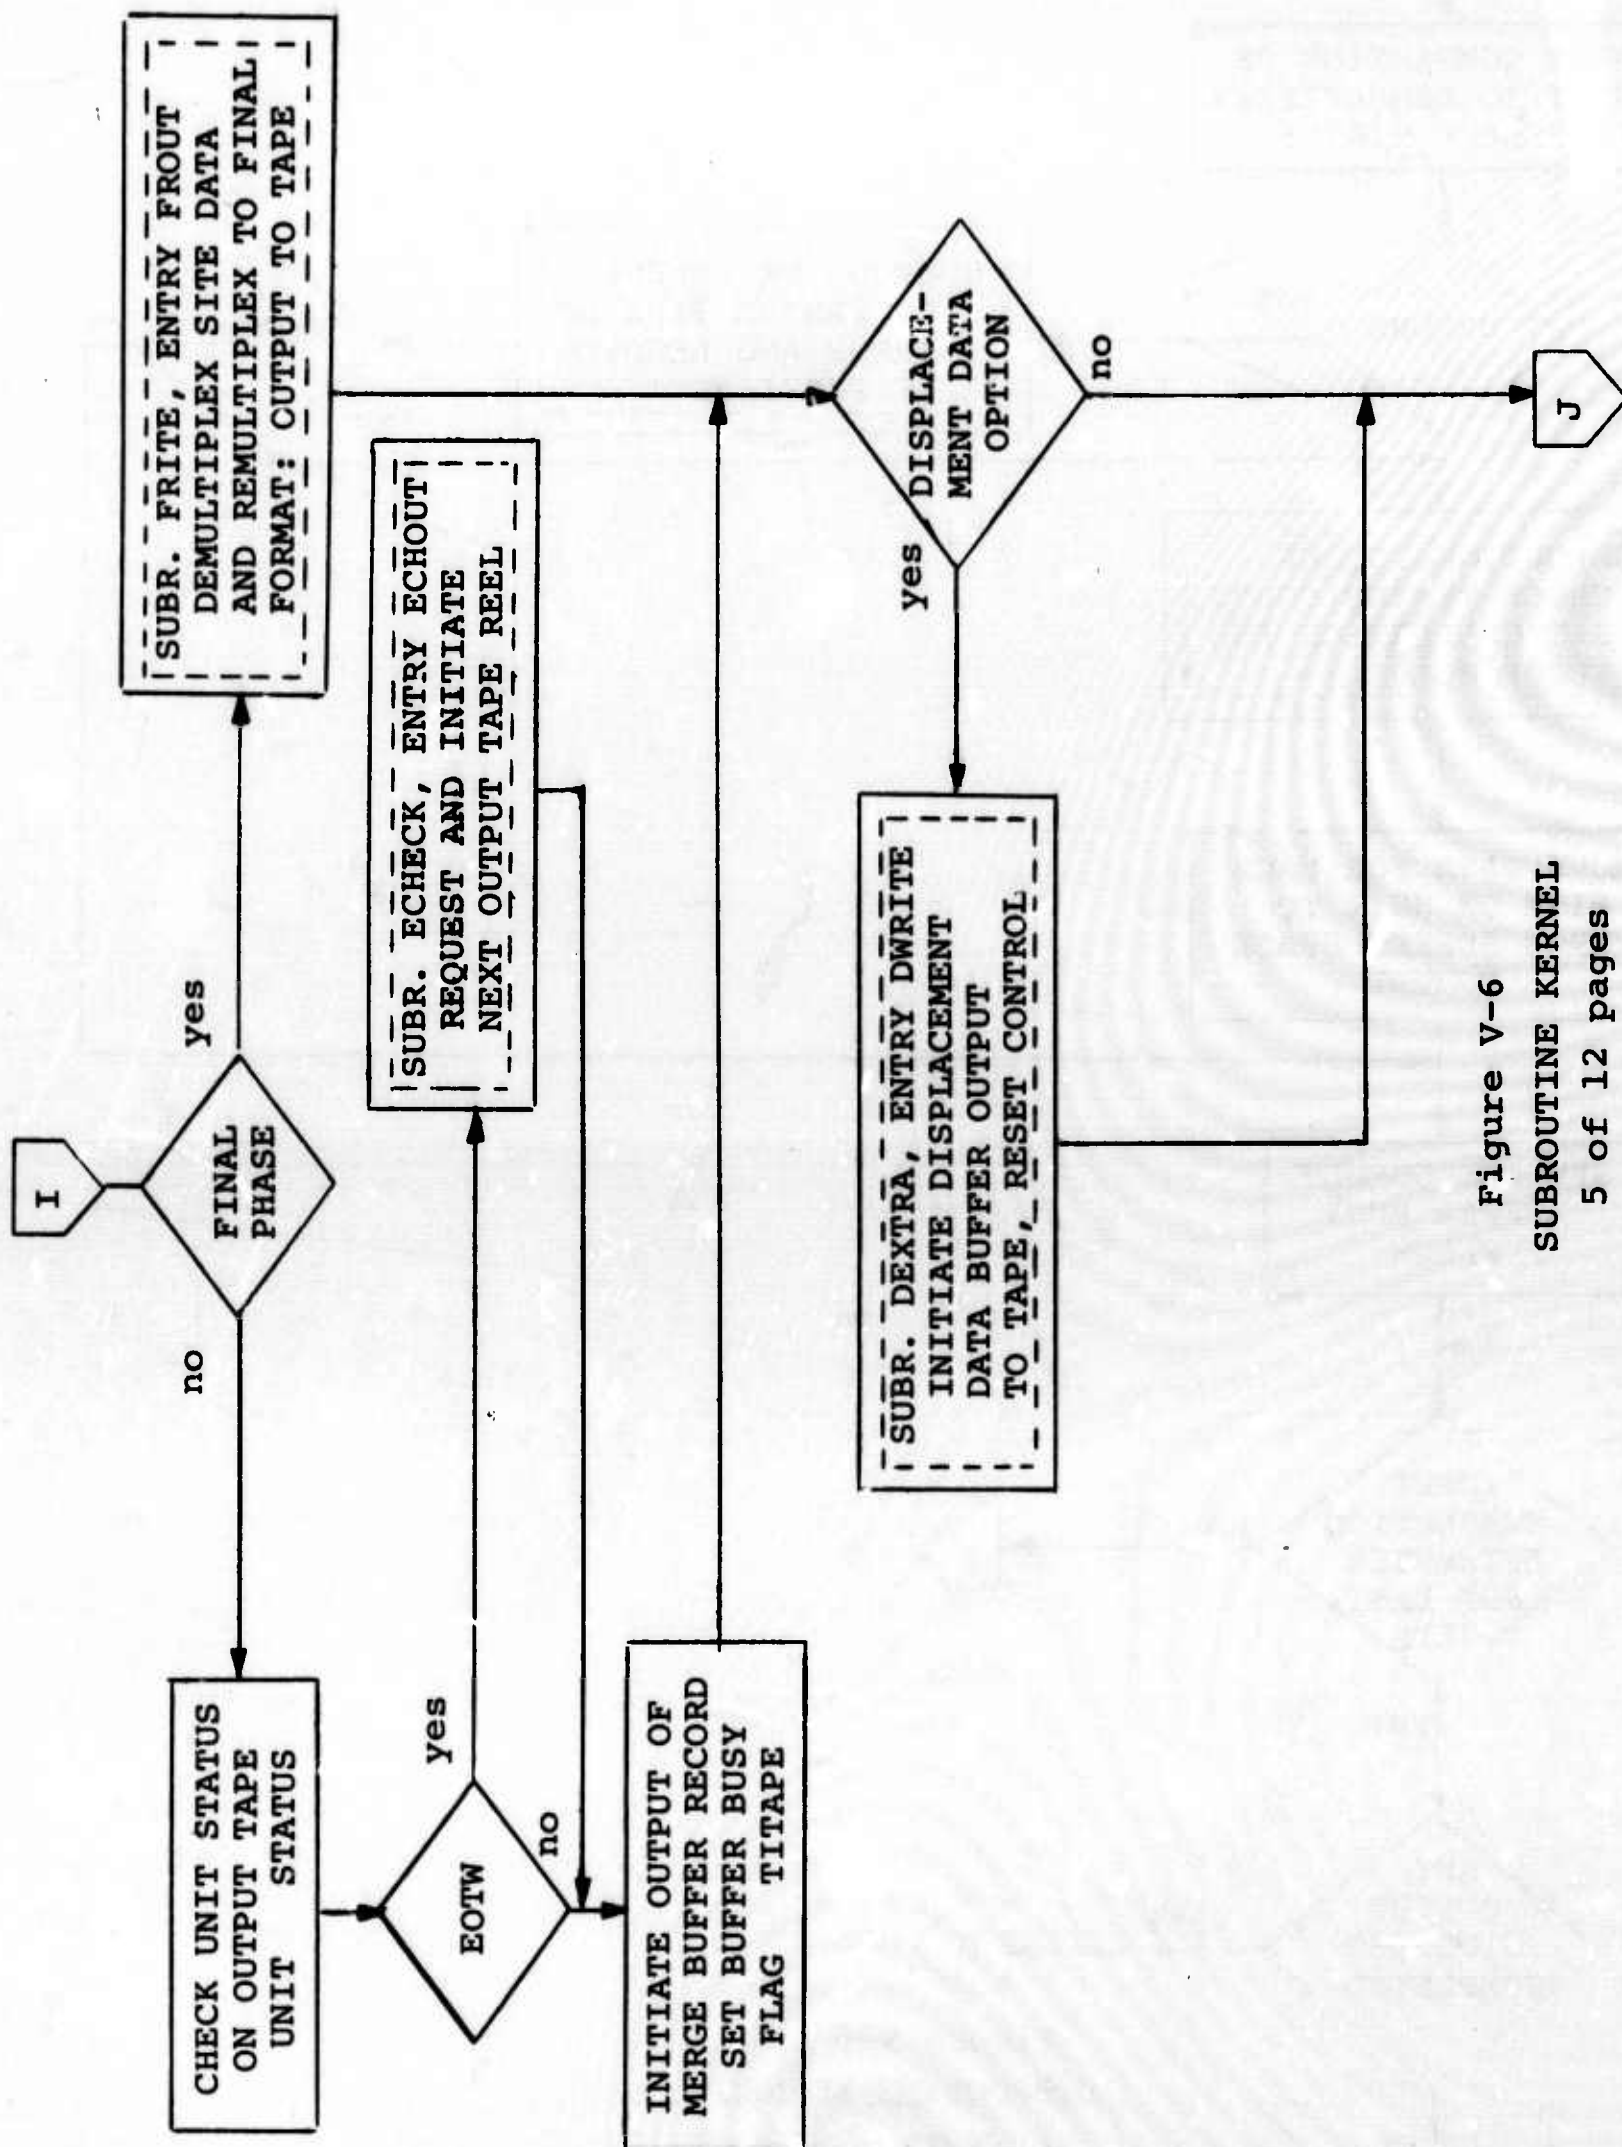 I
FINAL
PHASE
no
yes
CHECK UNIT STATUS
ON OUTPUT TAPE
UNIT STATUS
SUBR. FRITE, ENTRY FROUT
DEMULTIPLEX SITE DATA
AND REMULTIPLEX TO FINAL
FORMAT: OUTPUT TO TAPE
EOTW
yes
no
SUBR. ECHECK, ENTRY ECHOUT
REQUEST AND INITIATE
NEXT OUTPUT TAPE REEL
INITIATE OUTPUT OF
MERGE BUFFER RECORD
SET BUFFER BUSY
FLAG TITAPE
DISPLACE-
MENT DATA
OPTION
yes
no
SUBR. DEXTRA, ENTRY DWRITE
INITIATE DISPLACEMENT
DATA BUFFER OUTPUT
TO TAPE, RESET CONTROL
J
Figure V-6
SUBROUTINE KERNEL
5 of 12 pages